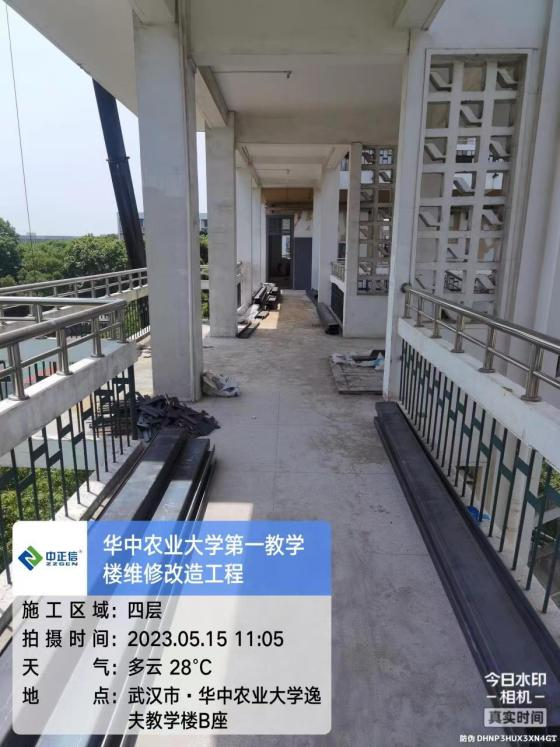 中正信
ZZGEN
华中农业大学第一教学
楼维修改造工程
施工区域：四层
拍摄时间：2023.05.15 11:05
天气：多云 28℃
地点：武汉市·华中农业大学逸
夫教学楼B座
今日水印
-相机-
真实时间
防伪 DHNP3HUX3XN4GI